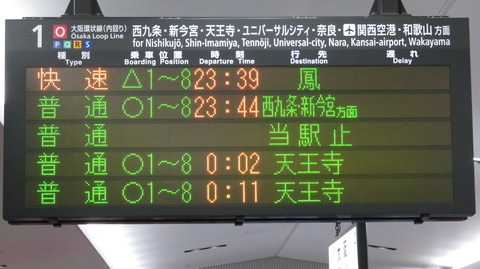 1 O 大阪環状線(内回り) 西九条・新今宮・天王寺・ユニバーサルシティ・奈良・関西空港・和歌山 方面
Osaka Loop Line for Nishikujō, Shin-Imamiya, Tennōji, Universal-city, Nara, Kansai-airport, Wakayama
P Q R S
種別 乗車位置 時刻 行先 遅れ
Type Boarding Position Departure Time Destination Delay
快速 △1〜8 23:39 鳳
普通 ○1〜8 23:44 西九条・新今宮方面
普通 当駅止
普通 ○1〜8 0:02 天王寺
普通 ○1〜8 0:11 天王寺